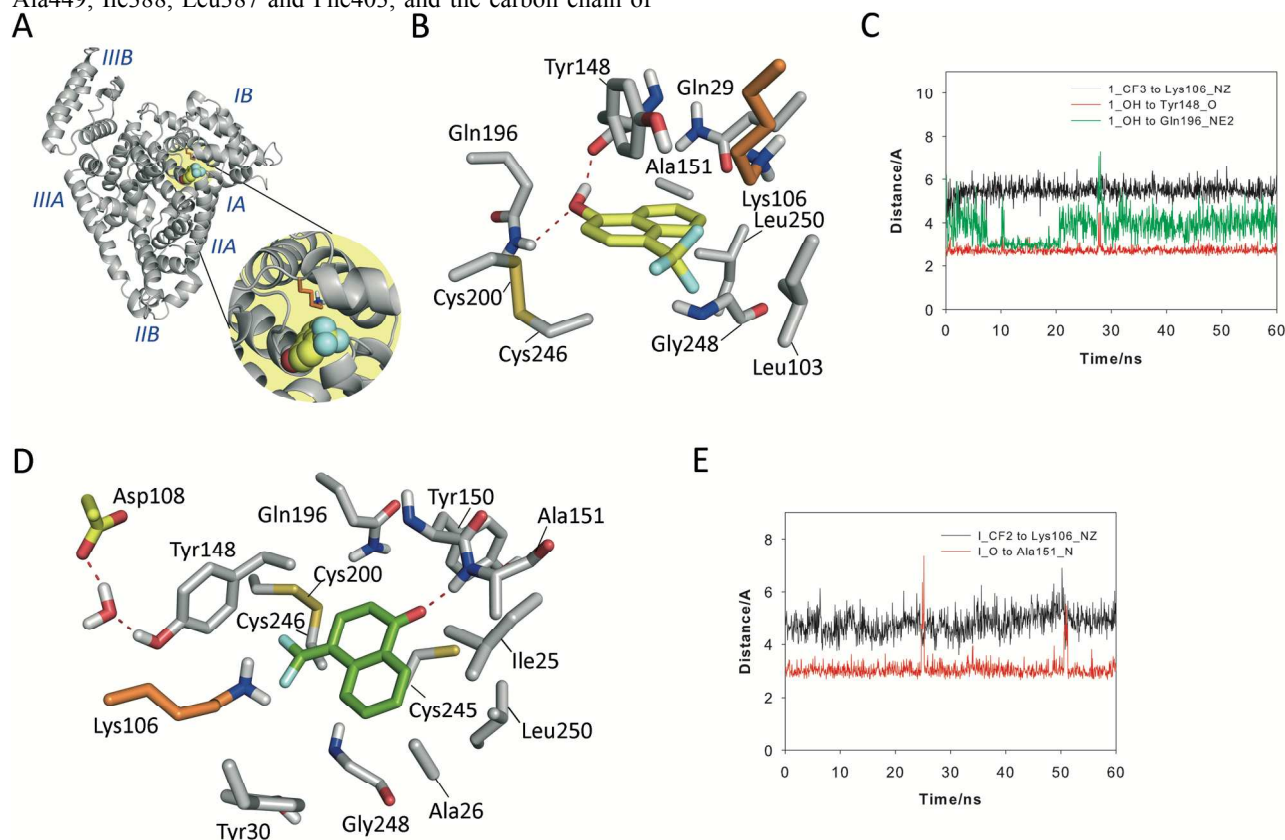 Ala449, Ile388, Leu387 and Phe403, and the carbon chain of
A
IIIB
IB
IIIA
IA
IIA
IIB
B
Tyr148
Gln29
Gln196
Ala151
Lys106
Leu250
Cys200
Cys246
Gly248
Leu103
C
1_CF3 to Lys106_NZ
1_OH to Tyr148_O
1_OH to Gln196_NE2
Distance/A
10
8
6
4
2
0
0 10 20 30 40 50 60
Time/ns
D
Asp108
Gln196
Tyr150
Ala151
Tyr148
Cys200
Cys246
Ile25
Lys106
Cys245
Leu250
Ala26
Gly248
Tyr30
E
I_CF2 to Lys106_NZ
I_O to Ala151_N
Distance/A
8
6
4
2
0
0 10 20 30 40 50 60
Time/ns